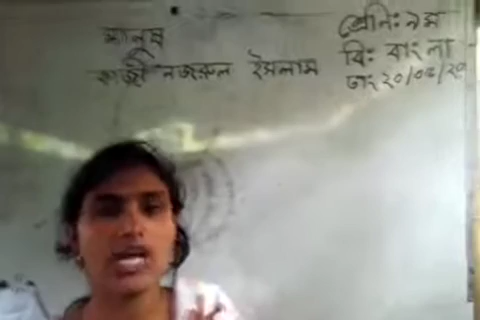 মানুষ
কাজী নজরুল ইসলাম
শ্রেনি: ৯ম
বি: বাংলা
তাং ২০/০৫/২০